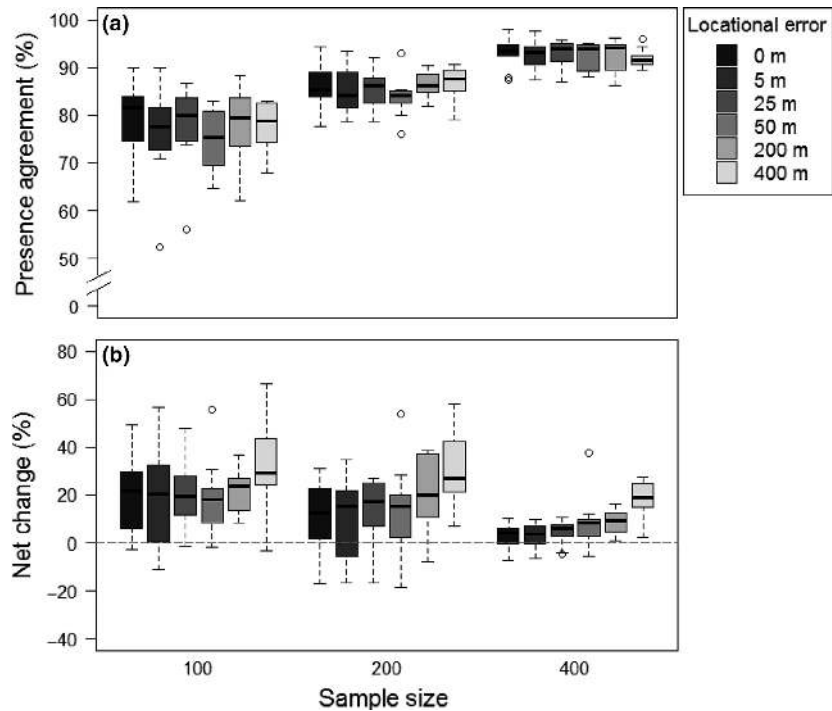 (a)
Presence agreement (%)
100
90
80
70
60
50
0
Locational error
0 m
5 m
25 m
50 m
200 m
400 m
(b)
Net change (%)
80
60
40
20
0
−20
−40
100 200 400
Sample size